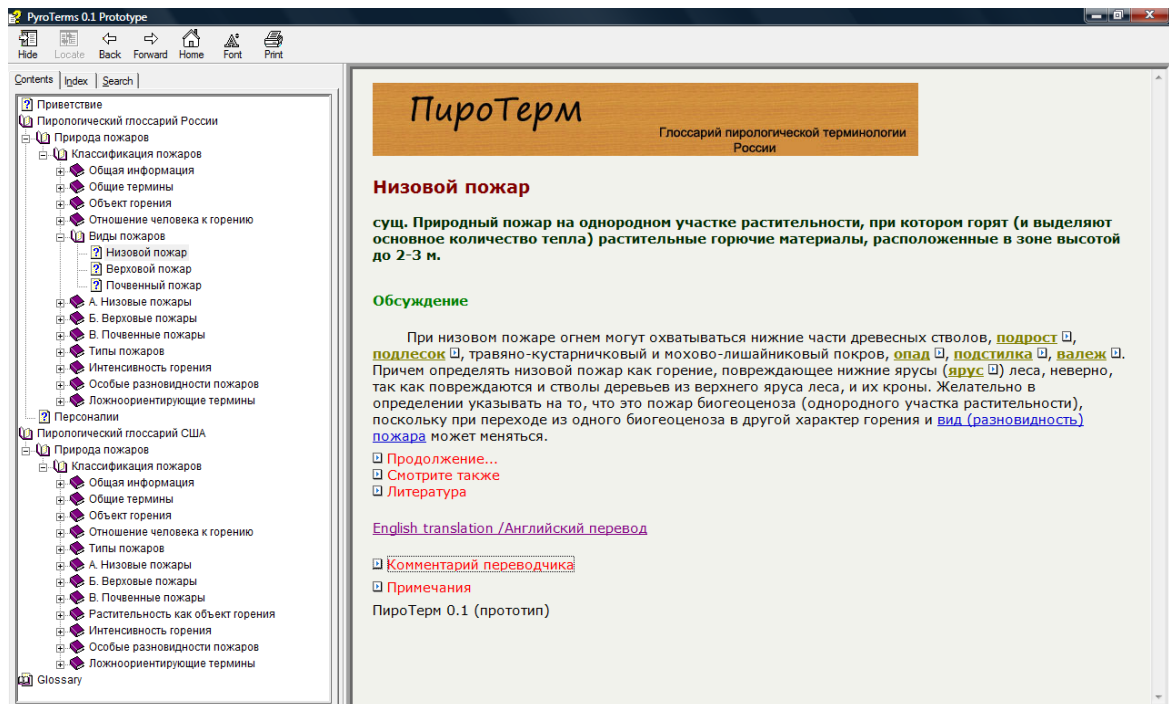 PyroTerms 0.1 Prototype
Hide Locate Back Forward Home Font Print
Contents Index Search
Приветствие
Пирологический глоссарий России
Природа пожаров
Классификация пожаров
Общая информация
Общие термины
Объект горения
Отношение человека к горению
Виды пожаров
Низовой пожар
Верховой пожар
Почвенный пожар
А. Низовые пожары
Б. Верховые пожары
В. Почвенные пожары
Типы пожаров
Интенсивность горения
Особые разновидности пожаров
Ложноориентирующие термины
Персоналии
Пирологический глоссарий США
Природа пожаров
Классификация пожаров
Общая информация
Общие термины
Объект горения
Отношение человека к горению
Типы пожаров
А. Низовые пожары
Б. Верховые пожары
В. Почвенные пожары
Растительность как объект горения
Интенсивность горения
Особые разновидности пожаров
Ложноориентирующие термины
Glossary
ПироТерм
Глоссарий пирологической терминологии
России
Низовой пожар
сущ. Природный пожар на однородном участке растительности, при котором горят (и выделяют
основное количество тепла) растительные горючие материалы, расположенные в зоне высотой
до 2-3 м.
Обсуждение
При низовом пожаре огнем могут охватываться нижние части древесных стволов, подрост,
подлесок, травяно-кустарничковый и мохово-лишайниковый покров, опад, подстилка, валеж.
Причем определять низовой пожар как горение, повреждающее нижние ярусы (ярус) леса, неверно,
так как повреждаются и стволы деревьев из верхнего яруса леса, и их кроны. Желательно в
определении указывать на то, что это пожар биогеоценоза (однородного участка растительности),
поскольку при переходе из одного биогеоценоза в другой характер горения и вид (разновидность)
пожара может меняться.
Продолжение...
Смотрите также
Литература
English translation /Английский перевод
Комментарий переводчика
Примечания
ПироТерм 0.1 (прототип)